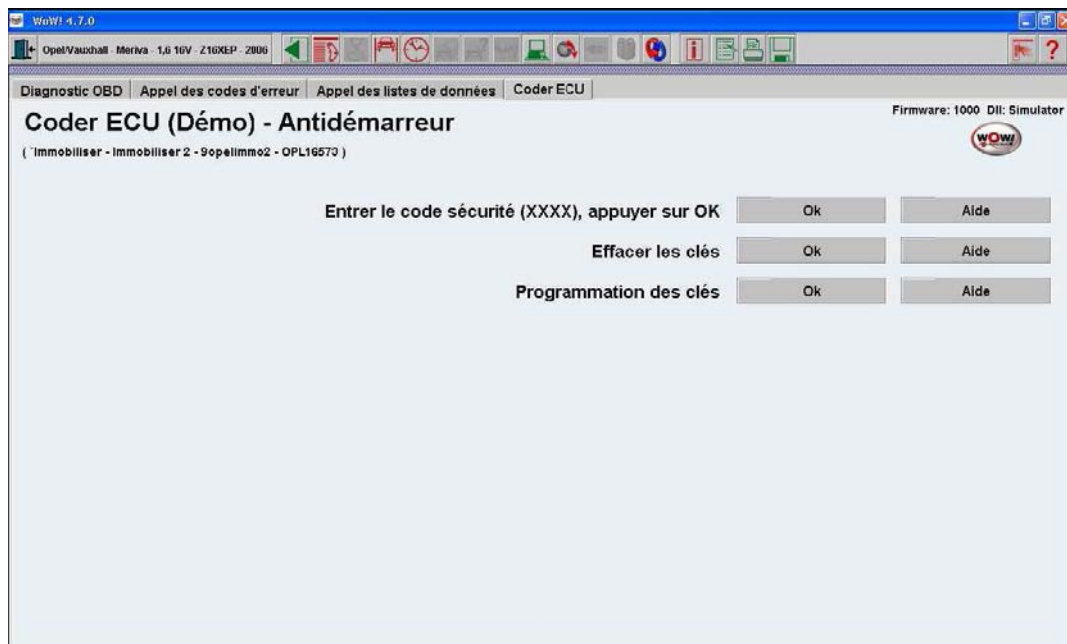 WoW! 4.7.0
Opel/Vauxhall - Meriva - 1,6 16V - Z16XEP - 2006
Diagnostic OBD Appel des codes d'erreur Appel des listes de données Coder ECU
Coder ECU (Démo) - Antidémarreur
Firmware: 1000 Dll: Simulator
( `Immobiliser - Immobiliser 2 - 9opelimmo2 - OPL16573 )
wOw!
Entrer le code sécurité (XXXX), appuyer sur OK Ok Aide
Effacer les clés Ok Aide
Programmation des clés Ok Aide